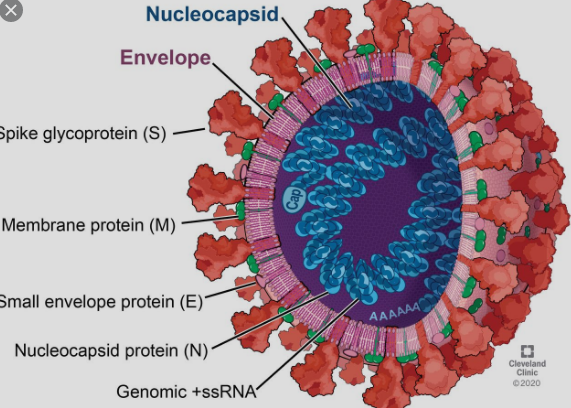 Nucleocapsid
Envelope
Spike glycoprotein (S)
Membrane protein (M)
Small envelope protein (E)
Nucleocapsid protein (N)
Genomic +ssRNA
Cap
AAAAAA
Cleveland
Clinic
©2020